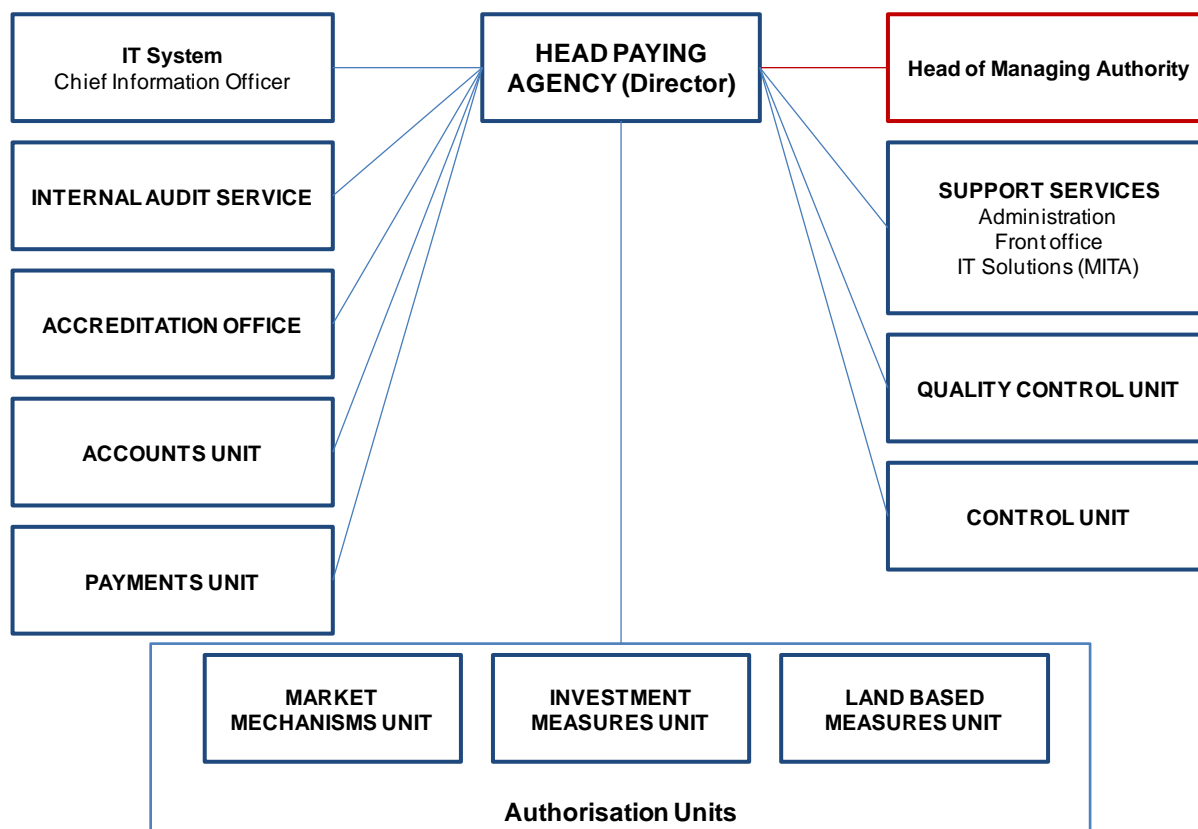 IT System
Chief Information Officer
HEAD PAYING
AGENCY (Director)
Head of Managing Authority
INTERNAL AUDIT SERVICE
SUPPORT SERVICES
Administration
Front office
IT Solutions (MITA)
ACCREDITATION OFFICE
QUALITY CONTROL UNIT
ACCOUNTS UNIT
CONTROL UNIT
PAYMENTS UNIT
MARKET
MECHANISMS UNIT
INVESTMENT
MEASURES UNIT
LAND BASED
MEASURES UNIT
Authorisation Units